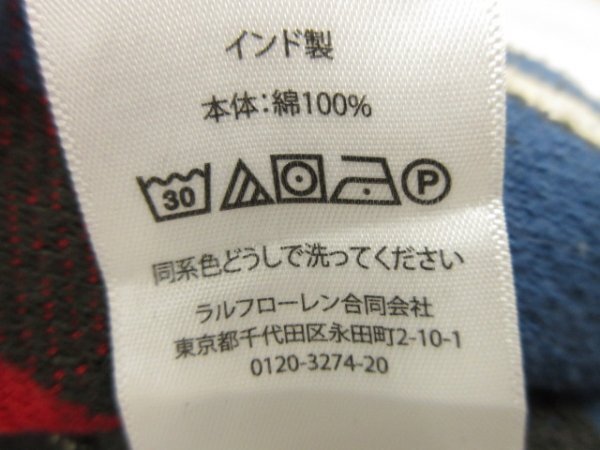 インド製
本体：綿100%
30 P
同系色どうしで洗ってください
ラルフローレン合同会社
東京都千代田区永田町2-10-1
0120-3274-20